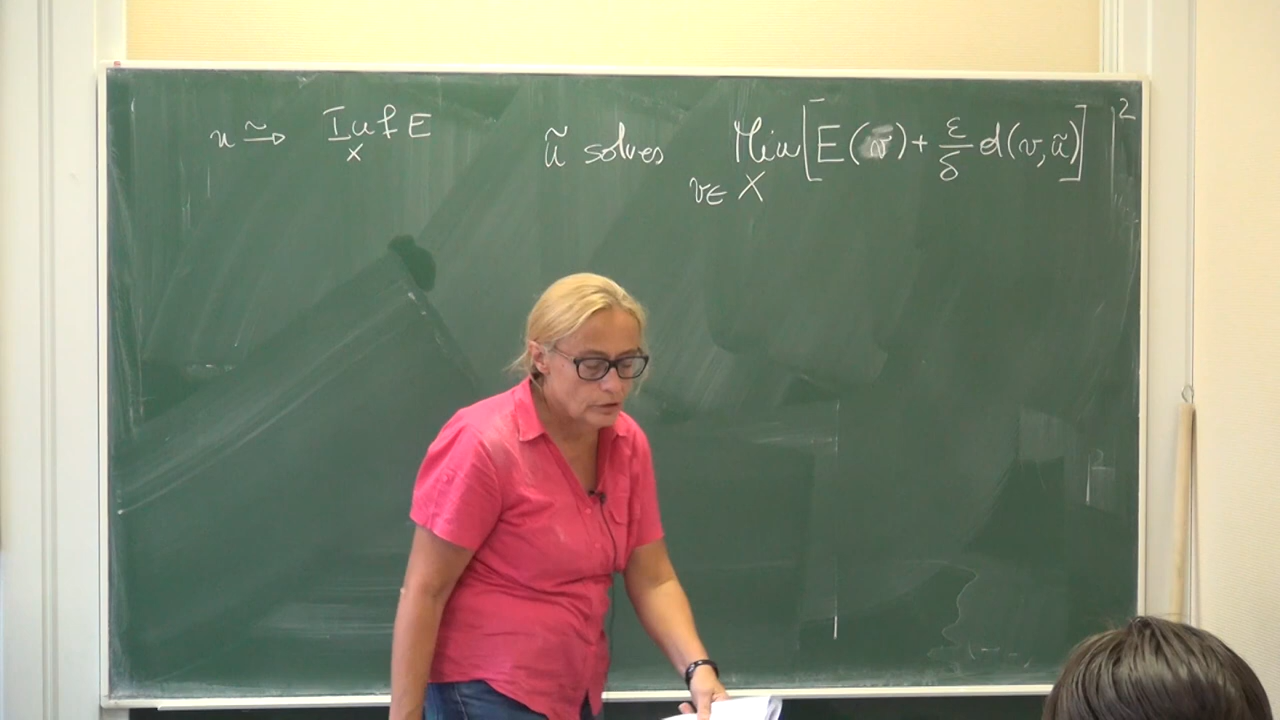 u ⥲ Inf E ũ solves Min [E(v) + ε/δ d(v, ũ)] |²
X v ∈ X